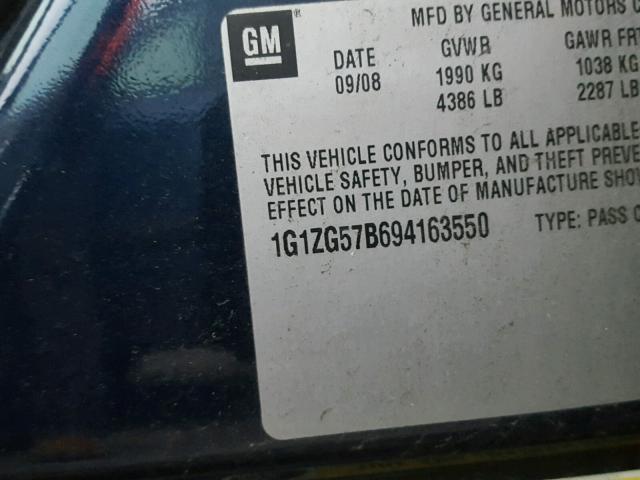 MFD BY GENERAL MOTORS C
GM ®
DATE GVWR GAWR FRT
09/08 1990 KG 1038 KG
4386 LB 2287 LB
THIS VEHICLE CONFORMS TO ALL APPLICABLE
VEHICLE SAFETY, BUMPER, AND THEFT PREVE
EFFECT ON THE DATE OF MANUFACTURE SHO
1G1ZG57B694163550 TYPE: PASS C